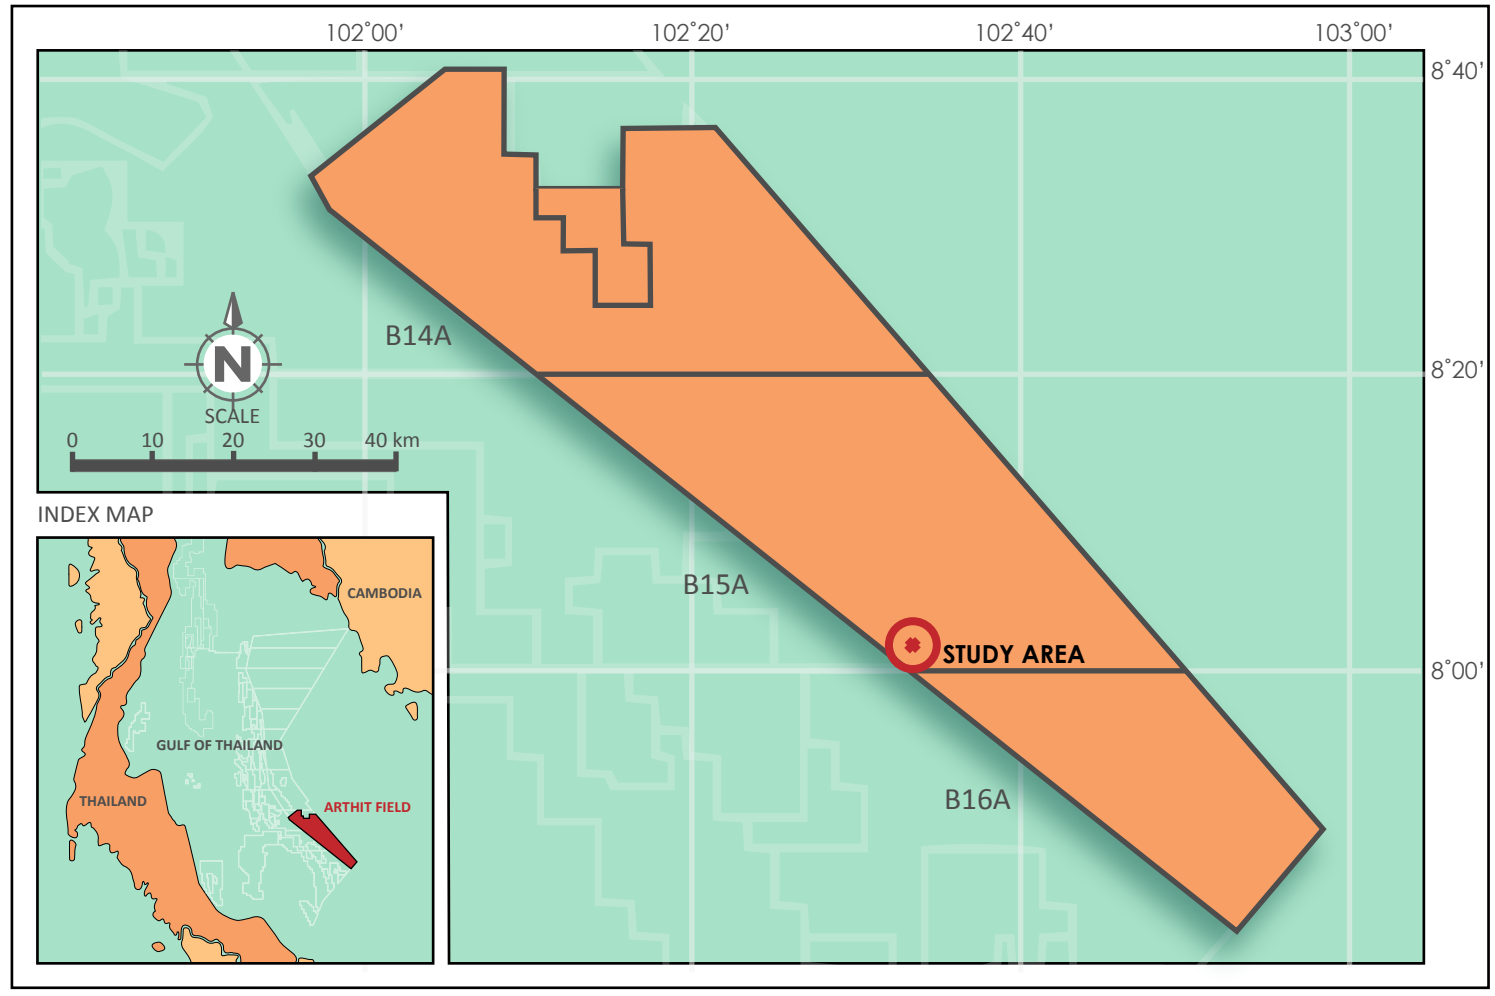 102˚00’ 102˚20’ 102˚40’ 103˚00’
8˚40’
B14A
8˚20’
N
SCALE
0 10 20 30 40 km
INDEX MAP
CAMBODIA
B15A
STUDY AREA
8˚00’
GULF OF THAILAND
THAILAND
ARTHIT FIELD
B16A